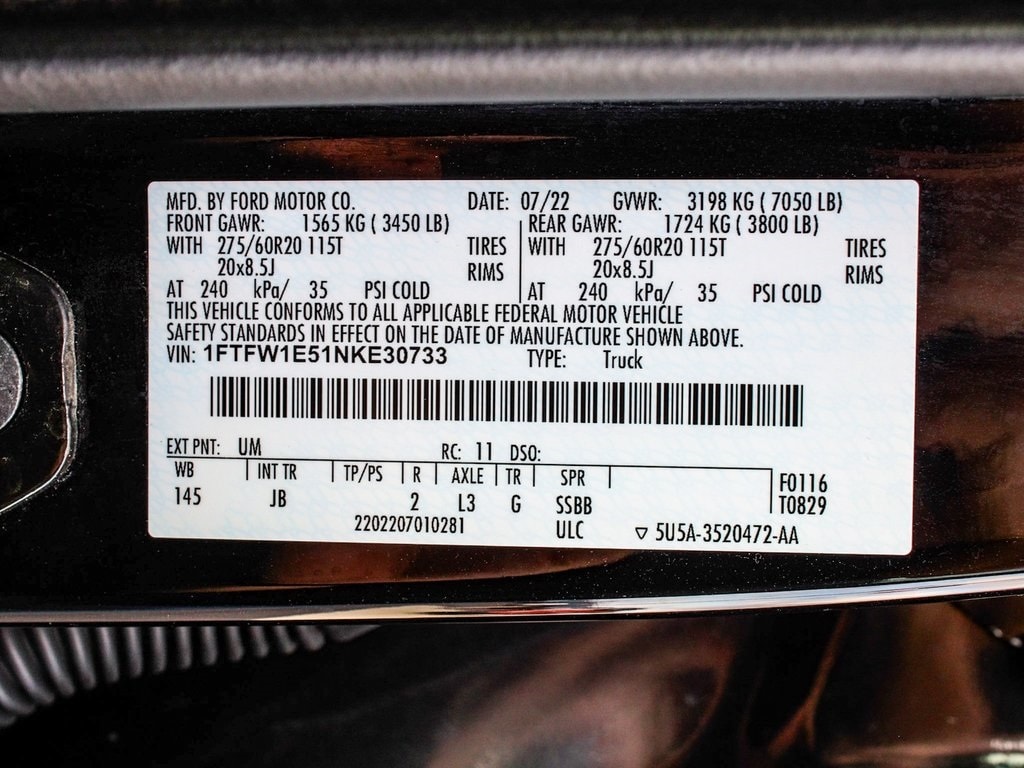 MFD. BY FORD MOTOR CO. DATE: 07/22 GVWR: 3198 KG ( 7050 LB)
FRONT GAWR: 1565 KG ( 3450 LB) REAR GAWR: 1724 KG ( 3800 LB)
WITH 275/60R20 115T TIRES WITH 275/60R20 115T TIRES
20x8.5J RIMS 20x8.5J RIMS
AT 240 kPa/ 35 PSI COLD AT 240 kPa/ 35 PSI COLD
THIS VEHICLE CONFORMS TO ALL APPLICABLE FEDERAL MOTOR VEHICLE
SAFETY STANDARDS IN EFFECT ON THE DATE OF MANUFACTURE SHOWN ABOVE.
VIN: 1FTFW1E51NKE30733 TYPE: Truck
EXT PNT: UM RC: 11 DSO:
WB INT TR TP/PS R AXLE TR SPR F0116
145 JB 2 L3 G SSBB T0829
2202207010281 ULC ▽ 5U5A-3520472-AA